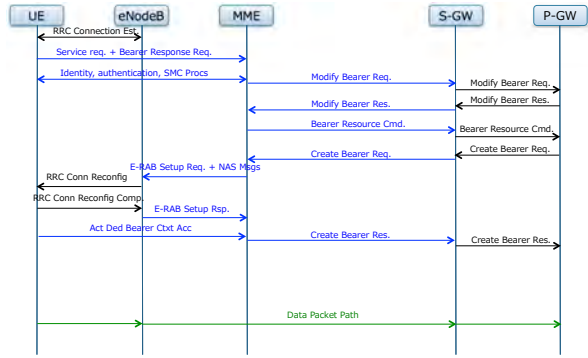 UE
eNodeB
MME
S-GW
P-GW
RRC Connection Est.
Service req. + Bearer Response Req.
Identity, authentication, SMC Procs
Modify Bearer Req.
Modify Bearer Req.
Modify Bearer Res.
Modify Bearer Res.
Bearer Resource Cmd.
Bearer Resource Cmd.
Create Bearer Req.
Create Bearer Req.
E-RAB Setup Req. + NAS Msgs
RRC Conn Reconfig
RRC Conn Reconfig Comp.
E-RAB Setup Rsp.
Act Ded Bearer Ctxt Acc
Create Bearer Res.
Create Bearer Res.
Data Packet Path